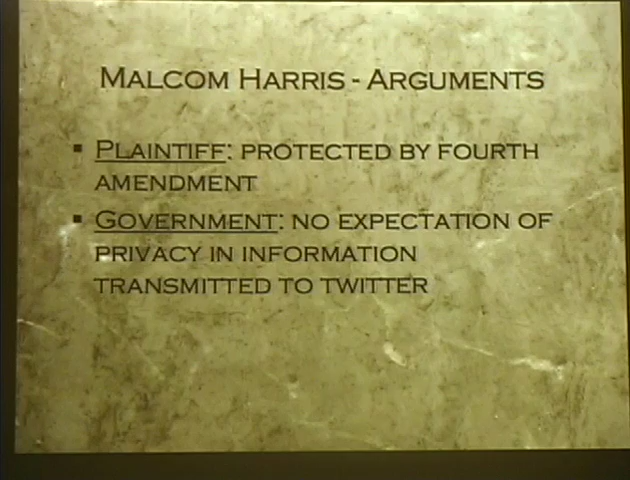 MALCOM HARRIS - ARGUMENTS
▪ PLAINTIFF: PROTECTED BY FOURTH
AMENDMENT
▪ GOVERNMENT: NO EXPECTATION OF
PRIVACY IN INFORMATION
TRANSMITTED TO TWITTER